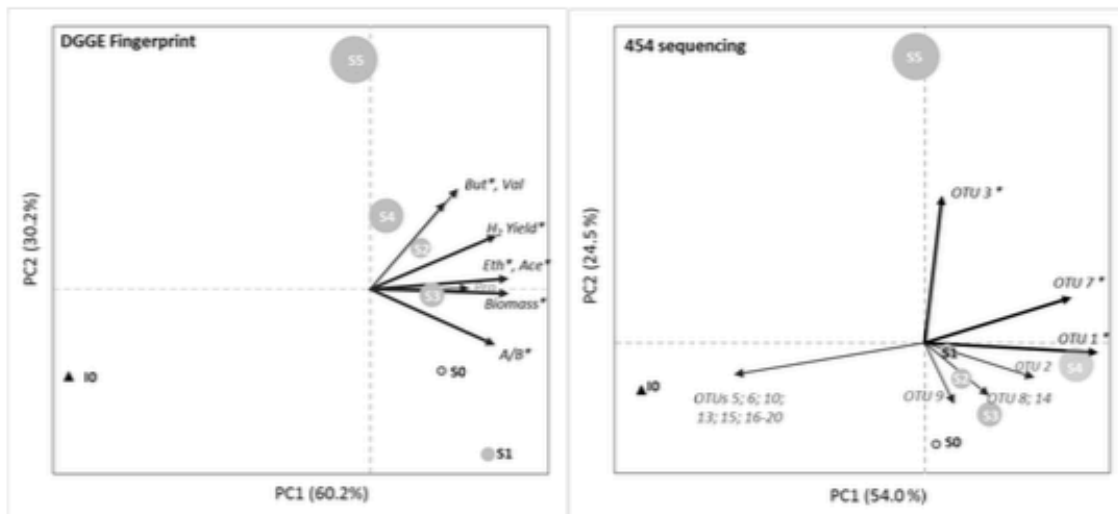 DGGE Fingerprint
S5
But*, Val
S4
H₂ Yield*
S2
Eth*, Ace*
S3
Pro
Biomass*
A/B*
I0
S0
S1
PC2 (30.2%)
PC1 (60.2%)
454 sequencing
S5
OTU 3 *
OTU 7 *
OTU 1 *
S1
S4
OTU 2
S2
I0
OTUs 5; 6; 10;
13; 15; 16-20
OTU 9
OTU 8; 14
S3
S0
PC2 (24.5 %)
PC1 (54.0 %)